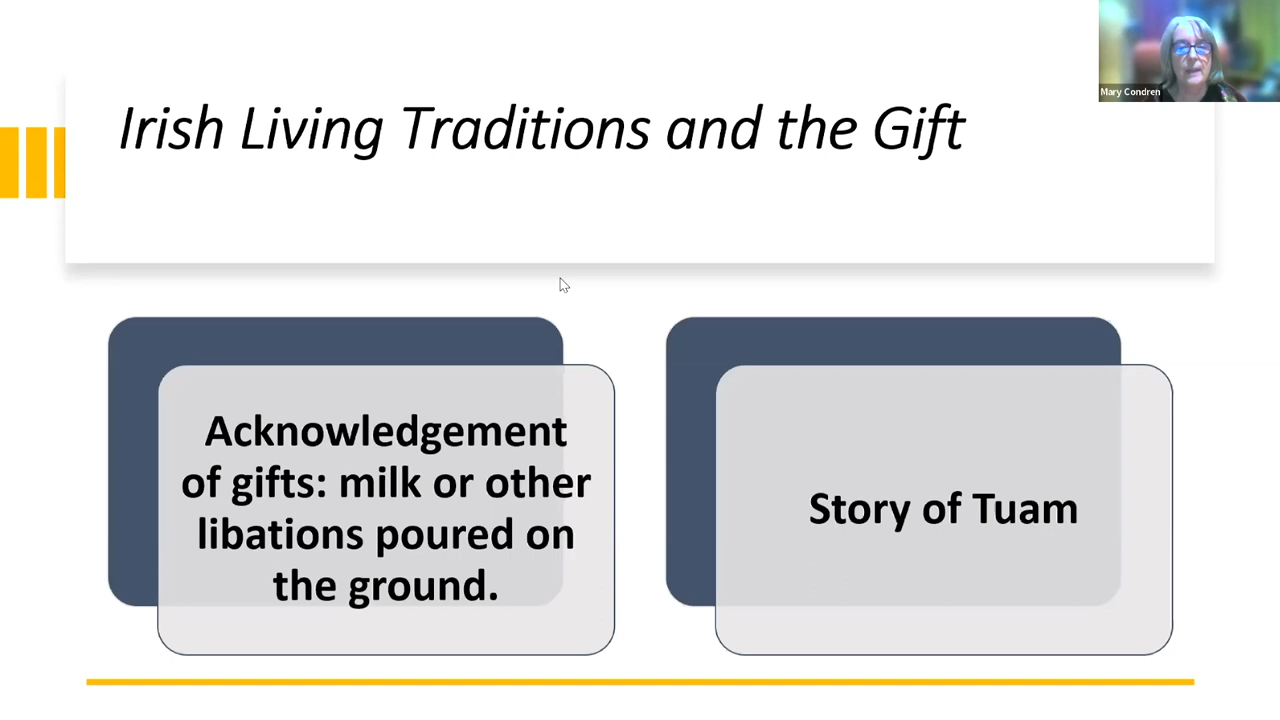 Mary Condren
Irish Living Traditions and the Gift
Acknowledgement
of gifts: milk or other
libations poured on
the ground.
Story of Tuam